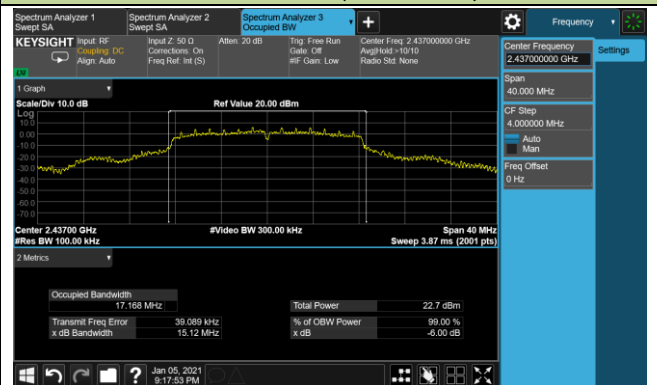 Spectrum Analyzer 1
Swept SA
Spectrum Analyzer 2
Swept SA
Spectrum Analyzer 3
Occupied BW
Frequency
KEYSIGHT
Input: RF
Coupling: DC
Align: Auto
Input Z: 50 Ω
Corrections: On
Freq Ref: Int (S)
Atten: 20 dB
Trig: Free Run
Gate: Off
#IF Gain: Low
Center Freq: 2.437000000 GHz
Avg|Hold:>10/10
Radio Std: None
Center Frequency
2.437000000 GHz
Settings
Span
40.000 MHz
CF Step
4.000000 MHz
Auto
Man
Freq Offset
0 Hz
1 Graph
Scale/Div 10.0 dB
Ref Value 20.00 dBm
Log
10.0
0.00
-10.0
-20.0
-30.0
-40.0
-50.0
-60.0
-70.0
Center 2.43700 GHz
#Video BW 300.00 kHz
Span 40 MHz
#Res BW 100.00 kHz
Sweep 3.87 ms (2001 pts)
2 Metrics
Occupied Bandwidth
17.168 MHz
Total Power 22.7 dBm
Transmit Freq Error 39.089 kHz
% of OBW Power 99.00 %
x dB Bandwidth 15.12 MHz
x dB -6.00 dB
?
Jan 05, 2021
9:17:53 PM